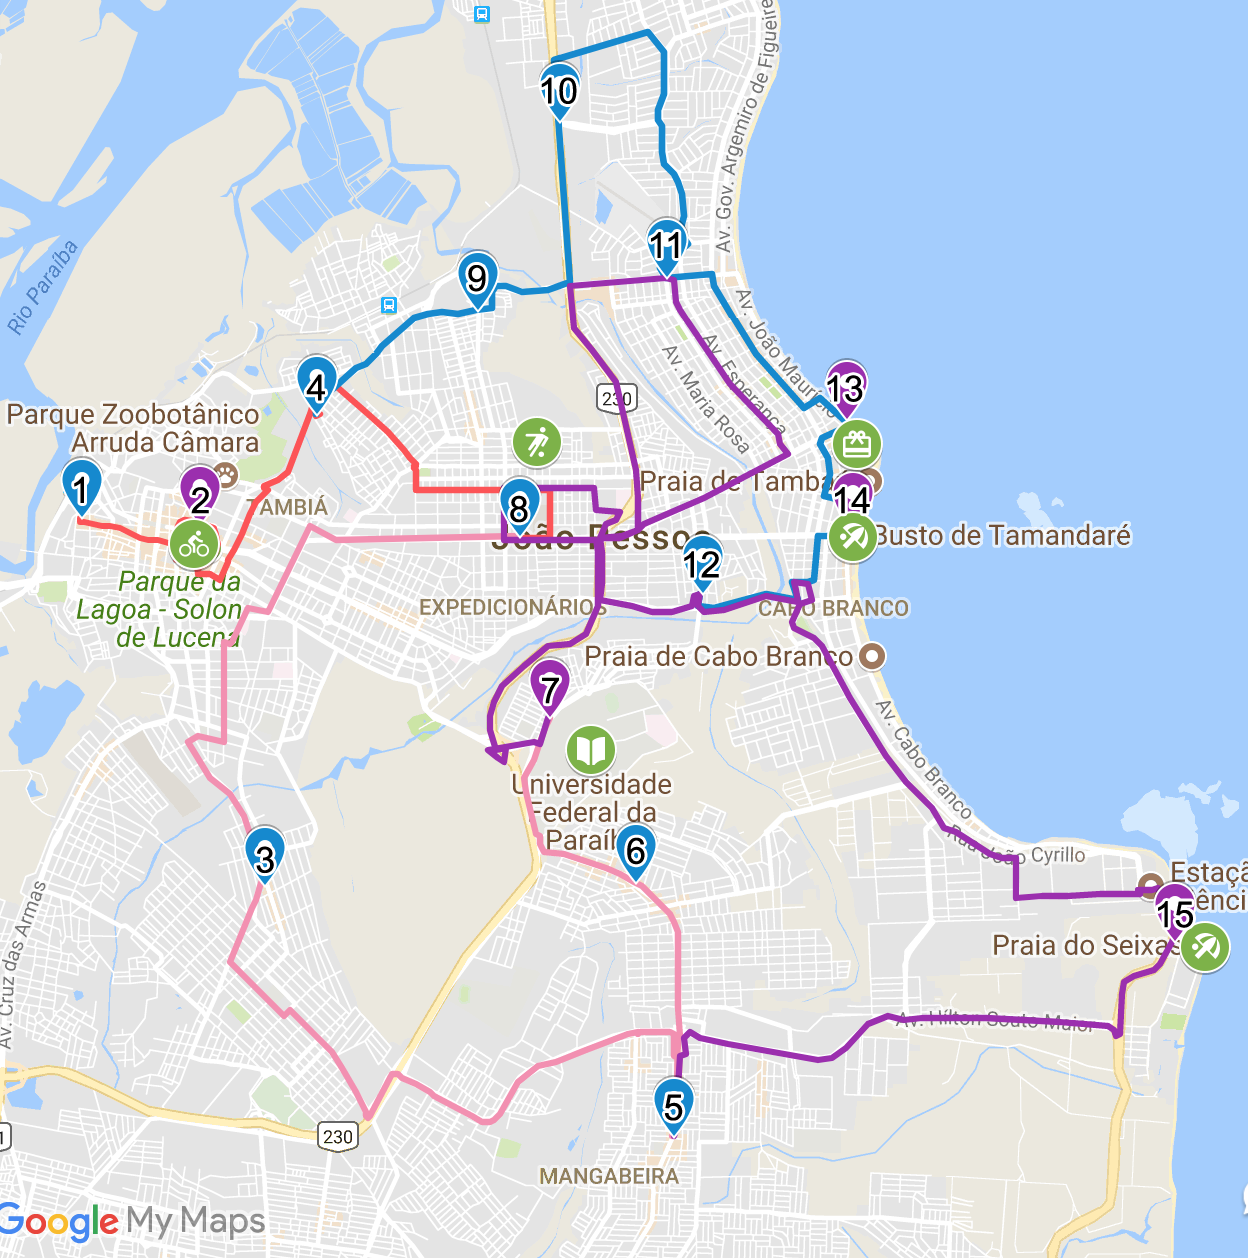 10
Av. Gov. Argemiro de Figueire
11
Rio Paraíba
9
Av. João Maurício
Av. Esperança
Av. Maria Rosa
230
13
4
Parque Zoobotânico
Arruda Câmara
1
2
TAMBIÁ
8
Praia de Tamba
14
João Pesso
Busto de Tamandaré
12
Parque da
Lagoa - Solon
de Lucena
EXPEDICIONÁRIOS
CABO BRANCO
Praia de Cabo Branco
7
Av. Cabo Branco
Universidade
Federal da
Paraíb
6
3
Rua João Cyrillo
Estaçã
ênci
15
Praia do Seixas
Av. Cruz das Armas
Av. Hilton Souto Maior
5
230
1
MANGABEIRA
Google My Maps